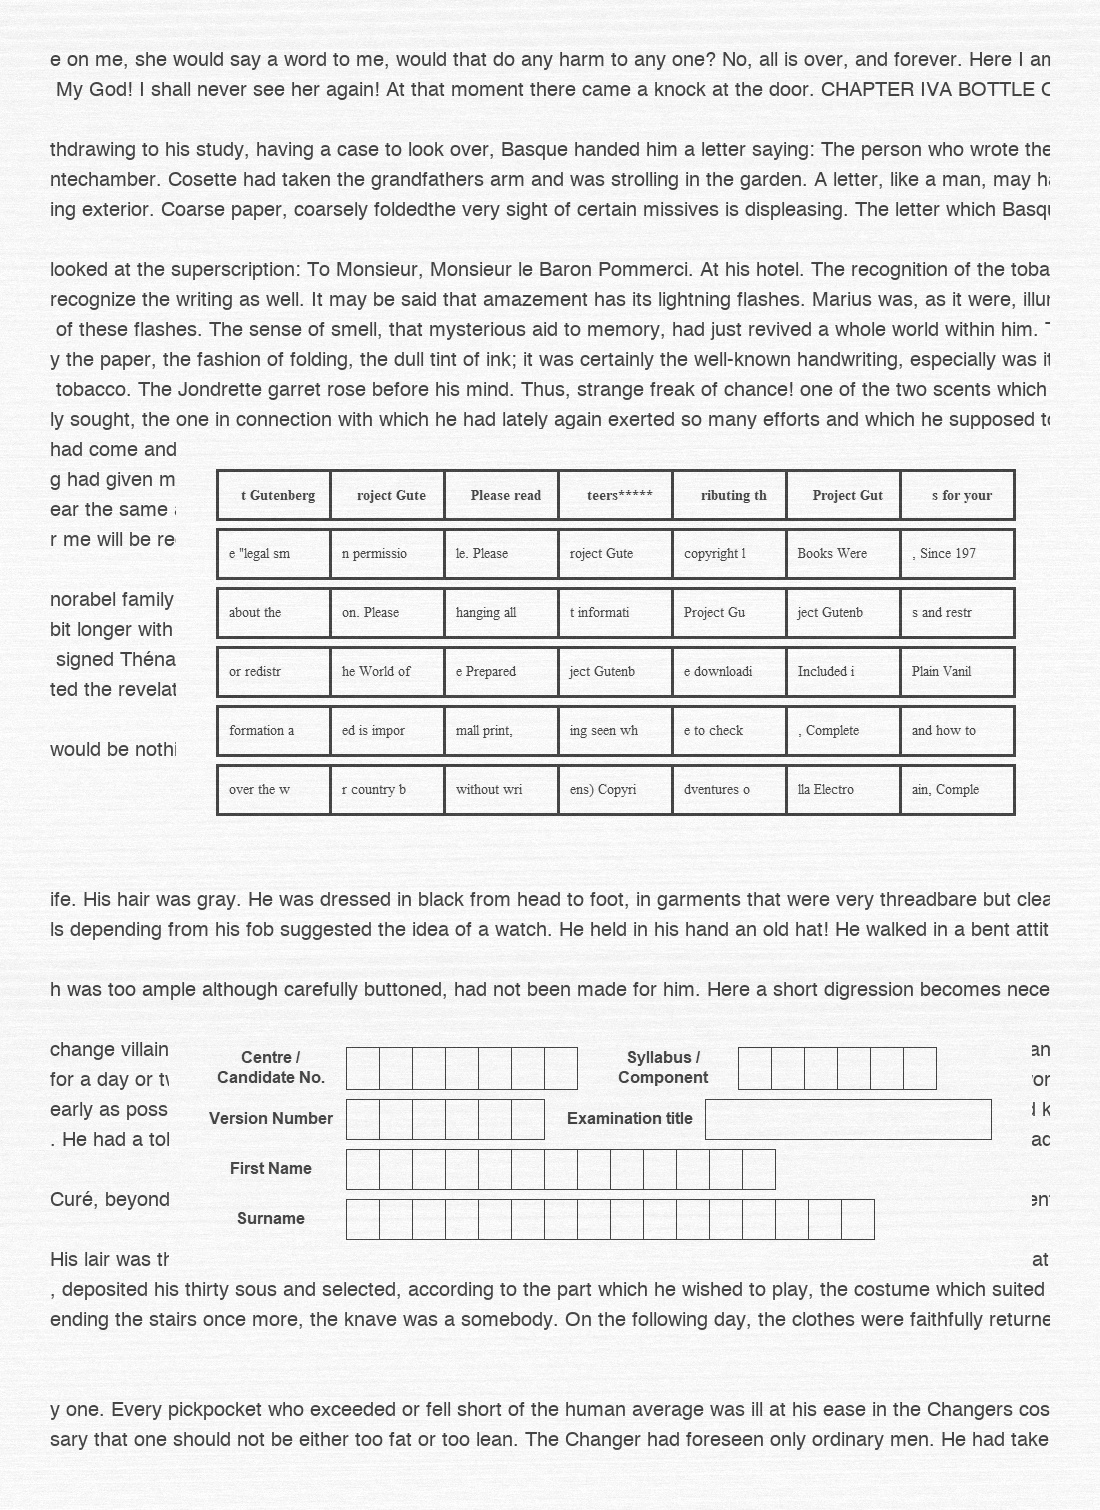 e on me, she would say a word to me, would that do any harm to any one? No, all is over, and forever. Here I am
My God! I shall never see her again! At that moment there came a knock at the door. CHAPTER IVA BOTTLE
thdrawing to his study, having a case to look over, Basque handed him a letter saying: The person who wrote the
ntechamber. Cosette had taken the grandfathers arm and was strolling in the garden. A letter, like a man, may
ing exterior. Coarse paper, coarsely foldedthe very sight of certain missives is displeasing. The letter which
looked at the superscription: To Monsieur, Monsieur le Baron Pommerci. At his hotel. The recognition of the toba
recognize the writing as well. It may be said that amazement has its lightning flashes. Marius was, as it were,
of these flashes. The sense of smell, that mysterious aid to memory, had just revived a whole world within him.
y the paper, the fashion of folding, the dull tint of ink; it was certainly the well-known handwriting, especially was it
tobacco. The Jondrette garret rose before his mind. Thus, strange freak of chance! one of the two scents which
ly sought, the one in connection with which he had lately again exerted so many efforts and which he supposed
had come and
g had given m
ear the same
r me will be re
norabel family
bit longer with
signed Théna
ted the revelat
would be nothi
t Gutenberg roject Gute Please read teers***** ributing th Project Gut s for your
e "legal sm n permissio le. Please roject Gute copyright l Books Were , Since 197
about the on. Please hanging all t informati Project Gu ject Gutenb s and restr
or redistr he World of e Prepared ject Gutenb e downloadi Included i Plain Vanil
formation a ed is impor mall print, ing seen wh e to check , Complete and how to
over the w r country b without wri ens) Copyri dventures o lla Electro ain, Comple
ife. His hair was gray. He was dressed in black from head to foot, in garments that were very threadbare but clea
ls depending from his fob suggested the idea of a watch. He held in his hand an old hat! He walked in a bent attit
h was too ample although carefully buttoned, had not been made for him. Here a short digression becomes nece
change villain an
for a day or or
early as poss k
. He had a tol ac
Curé, beyond en
His lair was at
Centre / Candidate No. Syllabus / Component
Version Number Examination title
First Name
Surname
, deposited his thirty sous and selected, according to the part which he wished to play, the costume which suited
ending the stairs once more, the knave was a somebody. On the following day, the clothes were faithfully returne
y one. Every pickpocket who exceeded or fell short of the human average was ill at his ease in the Changers cos
sary that one should not be either too fat or too lean. The Changer had foreseen only ordinary men. He had take